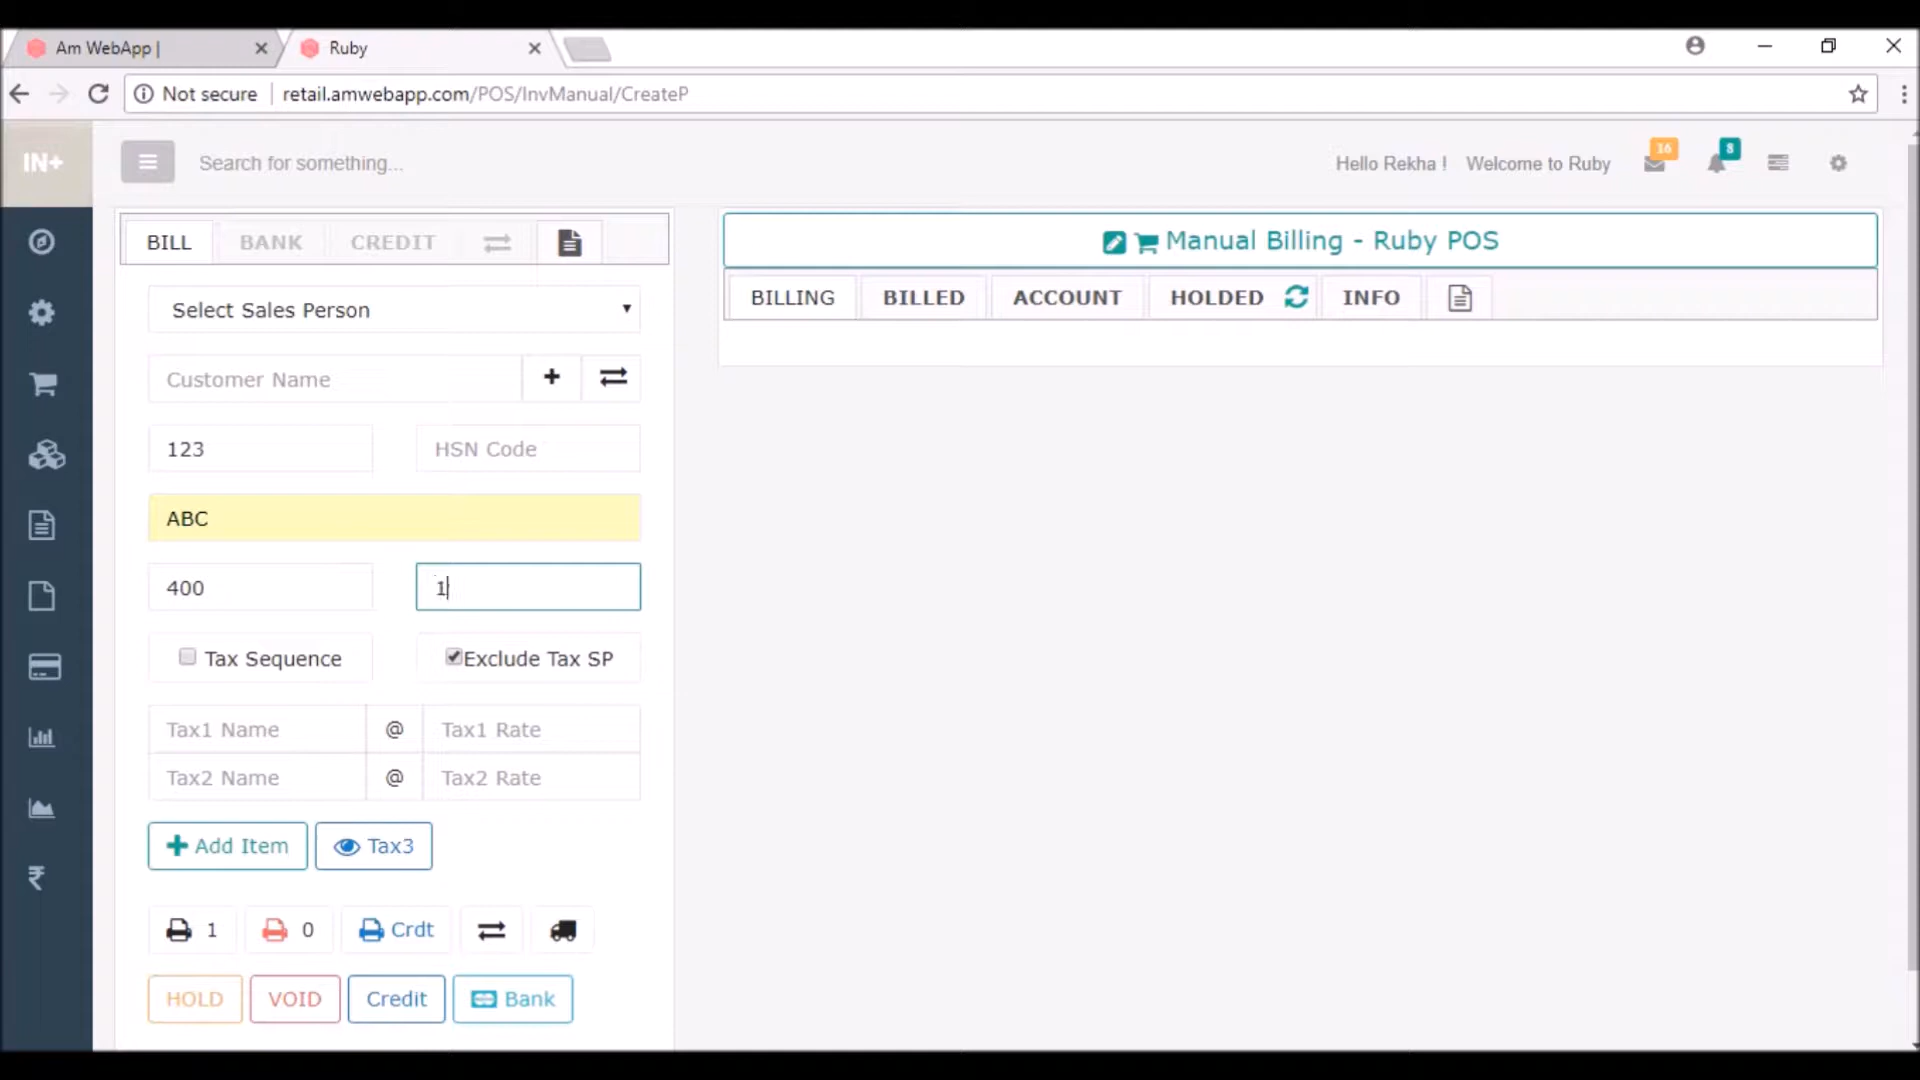 Am WebApp |
Ruby
Not secure
retail.amwebapp.com/POS/InvManual/CreateP
IN+
Search for something...
Hello Rekha !
Welcome to Ruby
16
8
BILL
BANK
CREDIT
Manual Billing - Ruby POS
BILLING
BILLED
ACCOUNT
HOLDED
INFO
Select Sales Person
Customer Name
123
HSN Code
ABC
400
1
Tax Sequence
Exclude Tax SP
Tax1 Name @ Tax1 Rate
Tax2 Name @ Tax2 Rate
Add Item
Tax3
1
0
Crdt
HOLD
VOID
Credit
Bank